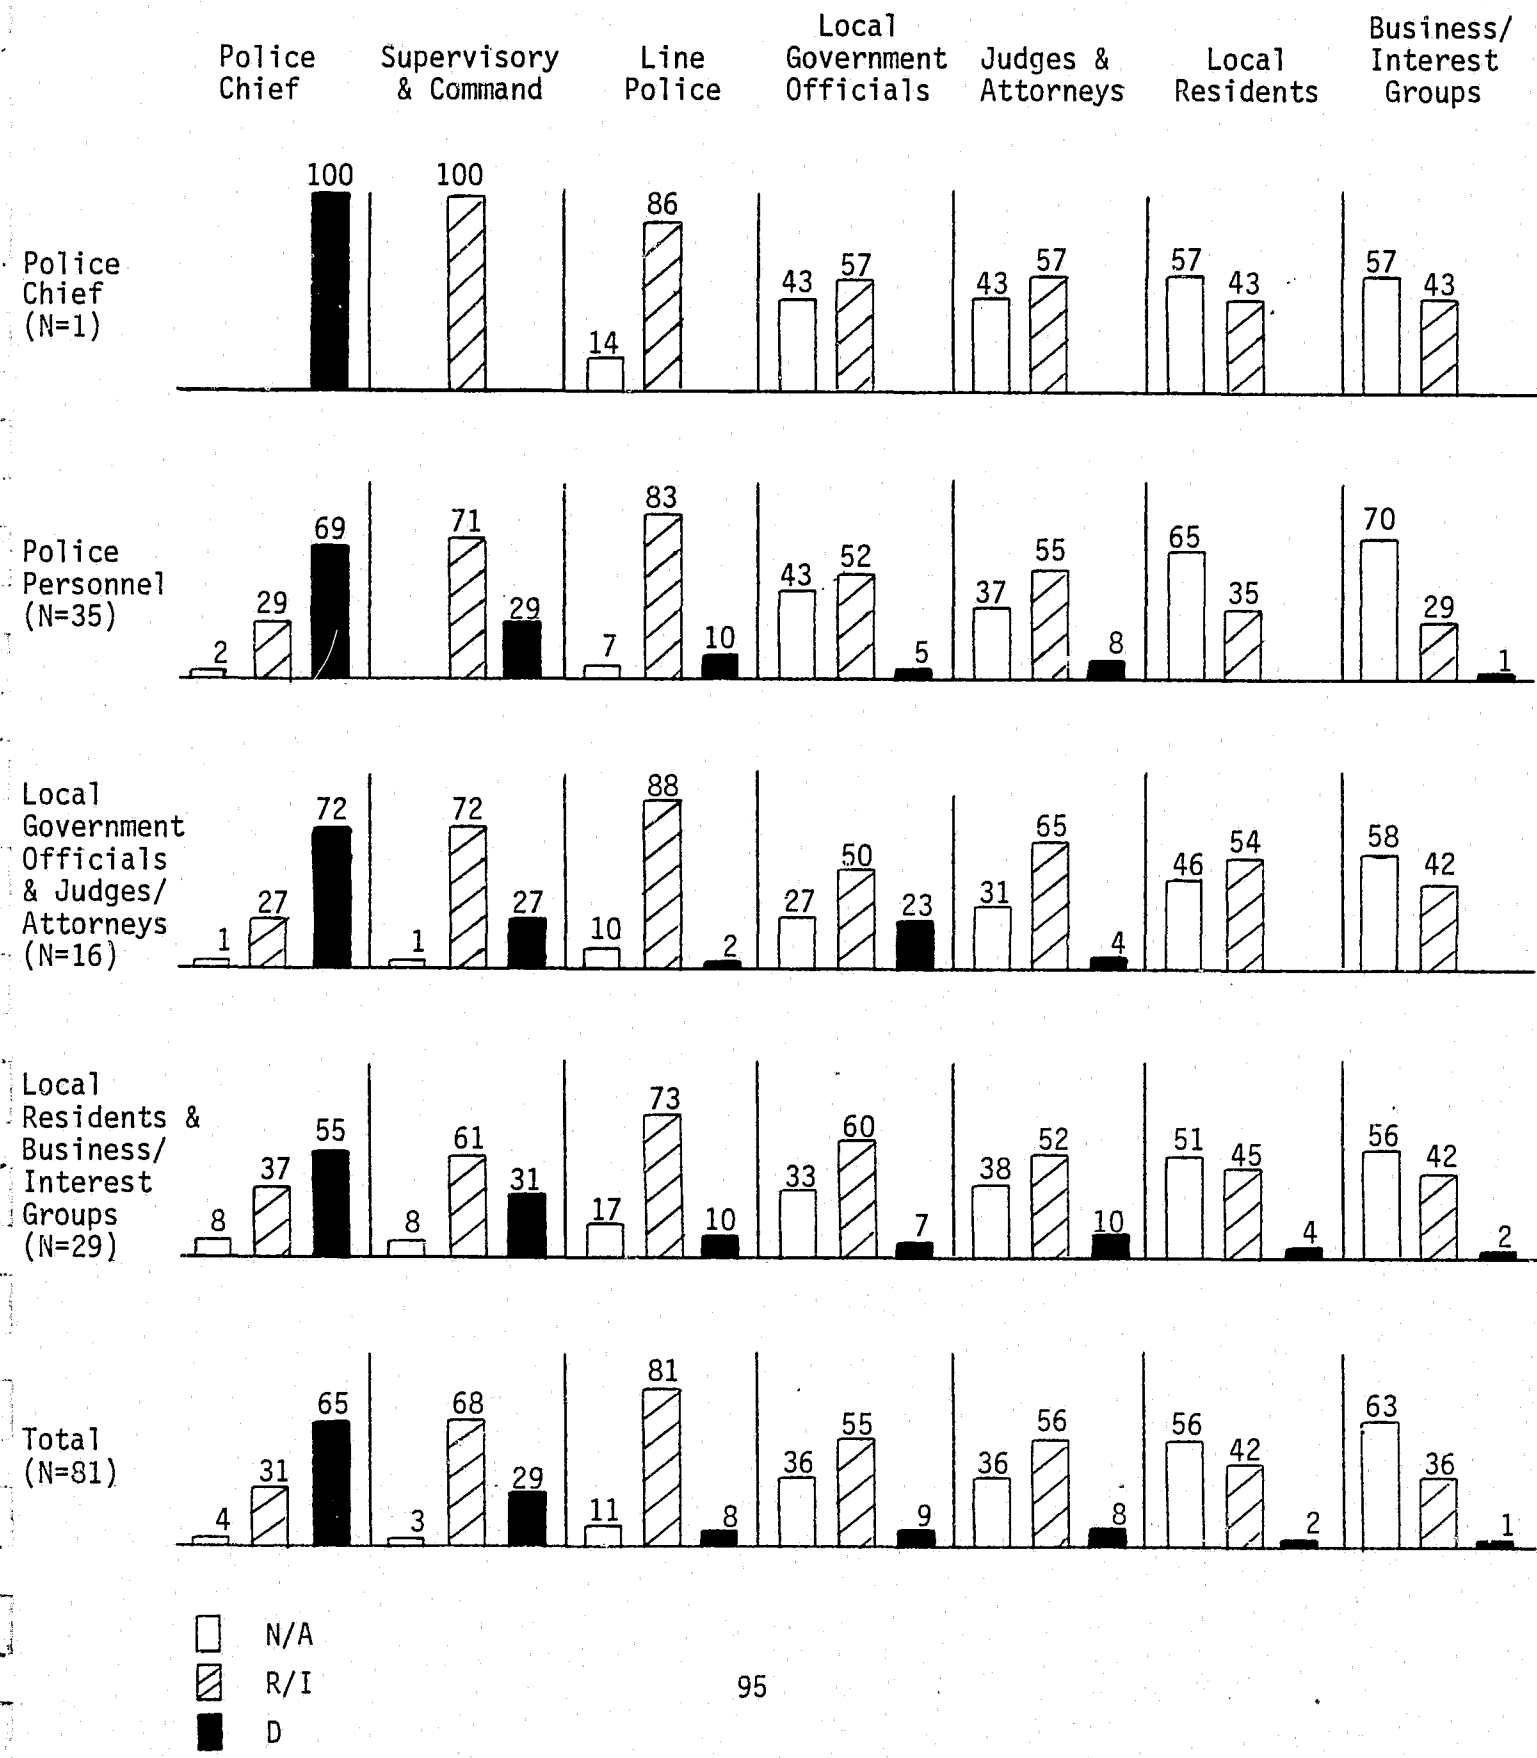 Local
Business/
Police Supervisory Line Government Judges & Local Interest
Chief & Command Police Officials Attorneys Residents Groups
100 100 86 57 57 57 57
43 43 43 43
14
Police
Chief
(N=1)
69 71 83 52 55 65 70
2 29 29 7 10 43 5 37 8 35 29 1
Police
Personnel
(N=35)
Local
Government
Officials
& Judges/
Attorneys
(N=16)
1 27 72 1 72 27 10 88 2 27 50 23 31 65 4 46 54 58 42
Local
Residents &
Business/
Interest
Groups
(N=29)
8 37 55 8 61 31 17 73 10 33 60 7 38 52 10 51 45 4 56 42 2
Total
(N=81)
4 31 65 3 68 29 11 81 8 36 55 9 36 56 8 56 42 2 63 36 1
N/A
R/I
D
95